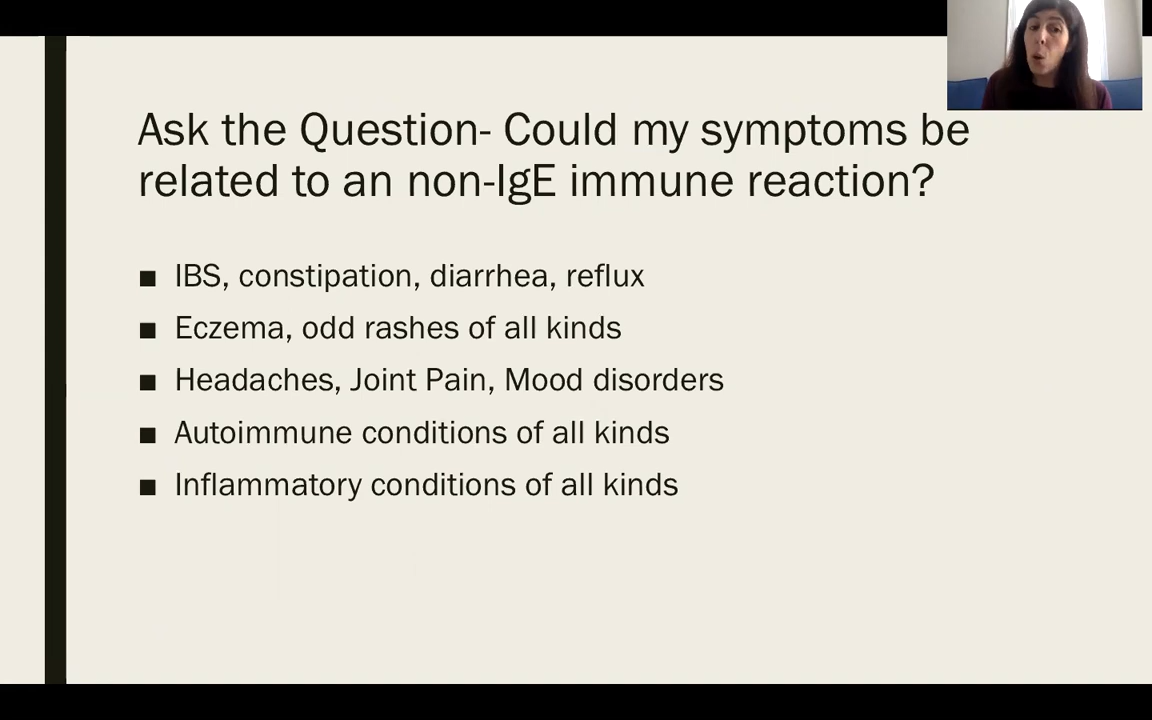 Ask the Question- Could my symptoms be
related to an non-IgE immune reaction?
■ IBS, constipation, diarrhea, reflux
■ Eczema, odd rashes of all kinds
■ Headaches, Joint Pain, Mood disorders
■ Autoimmune conditions of all kinds
■ Inflammatory conditions of all kinds